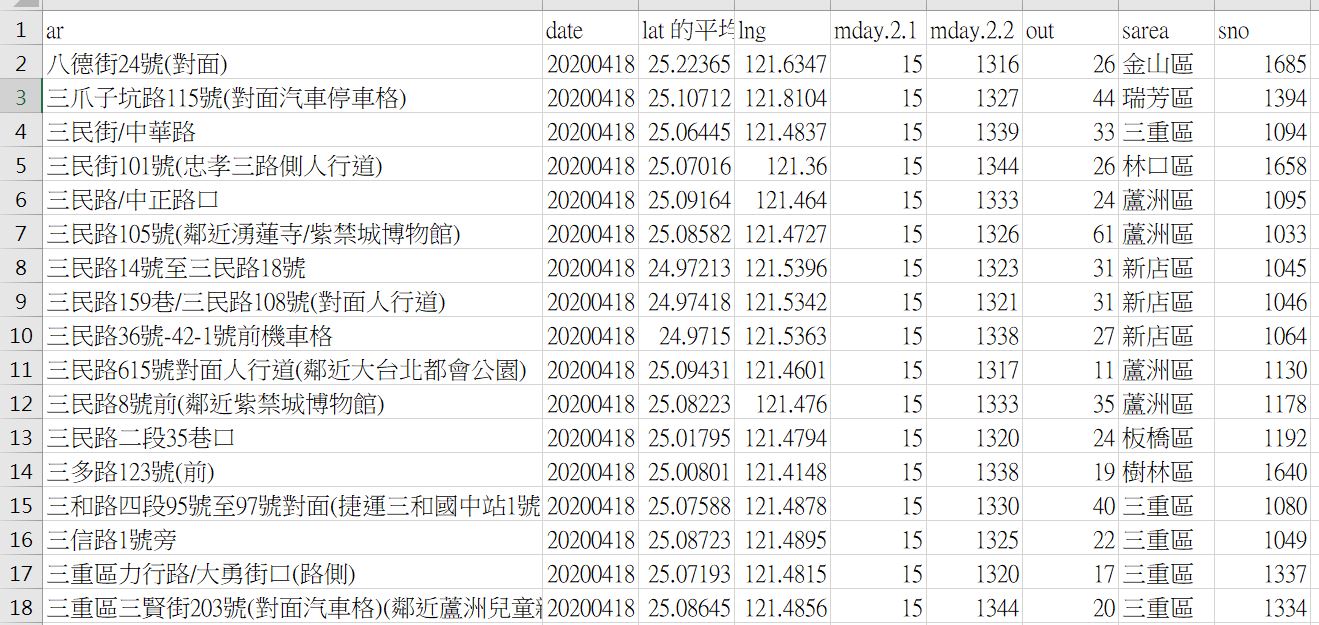 1 ar date lat 的平均 lng mday.2.1 mday.2.2 out sarea sno
2 八德街24號(對面) 20200418 25.22365 121.6347 15 1316 26 金山區 1685
3 三爪子坑路115號(對面汽車停車格) 20200418 25.10712 121.8104 15 1327 44 瑞芳區 1394
4 三民街/中華路 20200418 25.06445 121.4837 15 1339 33 三重區 1094
5 三民街101號(忠孝三路側人行道) 20200418 25.07016 121.36 15 1344 26 林口區 1658
6 三民路/中正路口 20200418 25.09164 121.464 15 1333 24 蘆洲區 1095
7 三民路105號(鄰近湧蓮寺/紫禁城博物館) 20200418 25.08582 121.4727 15 1326 61 蘆洲區 1033
8 三民路14號至三民路18號 20200418 24.97213 121.5396 15 1323 31 新店區 1045
9 三民路159巷/三民路108號(對面人行道) 20200418 24.97418 121.5342 15 1321 31 新店區 1046
10 三民路36號-42-1號前機車格 20200418 24.9715 121.5363 15 1338 27 新店區 1064
11 三民路615號對面人行道(鄰近大台北都會公園) 20200418 25.09431 121.4601 15 1317 11 蘆洲區 1130
12 三民路8號前(鄰近紫禁城博物館) 20200418 25.08223 121.476 15 1333 35 蘆洲區 1178
13 三民路二段35巷口 20200418 25.01795 121.4794 15 1320 24 板橋區 1192
14 三多路123號(前) 20200418 25.00801 121.4148 15 1338 19 樹林區 1640
15 三和路四段95號至97號對面(捷運三和國中站1號 20200418 25.07588 121.4878 15 1330 40 三重區 1080
16 三信路1號旁 20200418 25.08723 121.4895 15 1325 22 三重區 1049
17 三重區力行路/大勇街口(路側) 20200418 25.07193 121.4815 15 1320 17 三重區 1337
18 三重區三賢街203號(對面汽車格)(鄰近蘆洲兒童 20200418 25.08645 121.4856 15 1344 20 三重區 1334